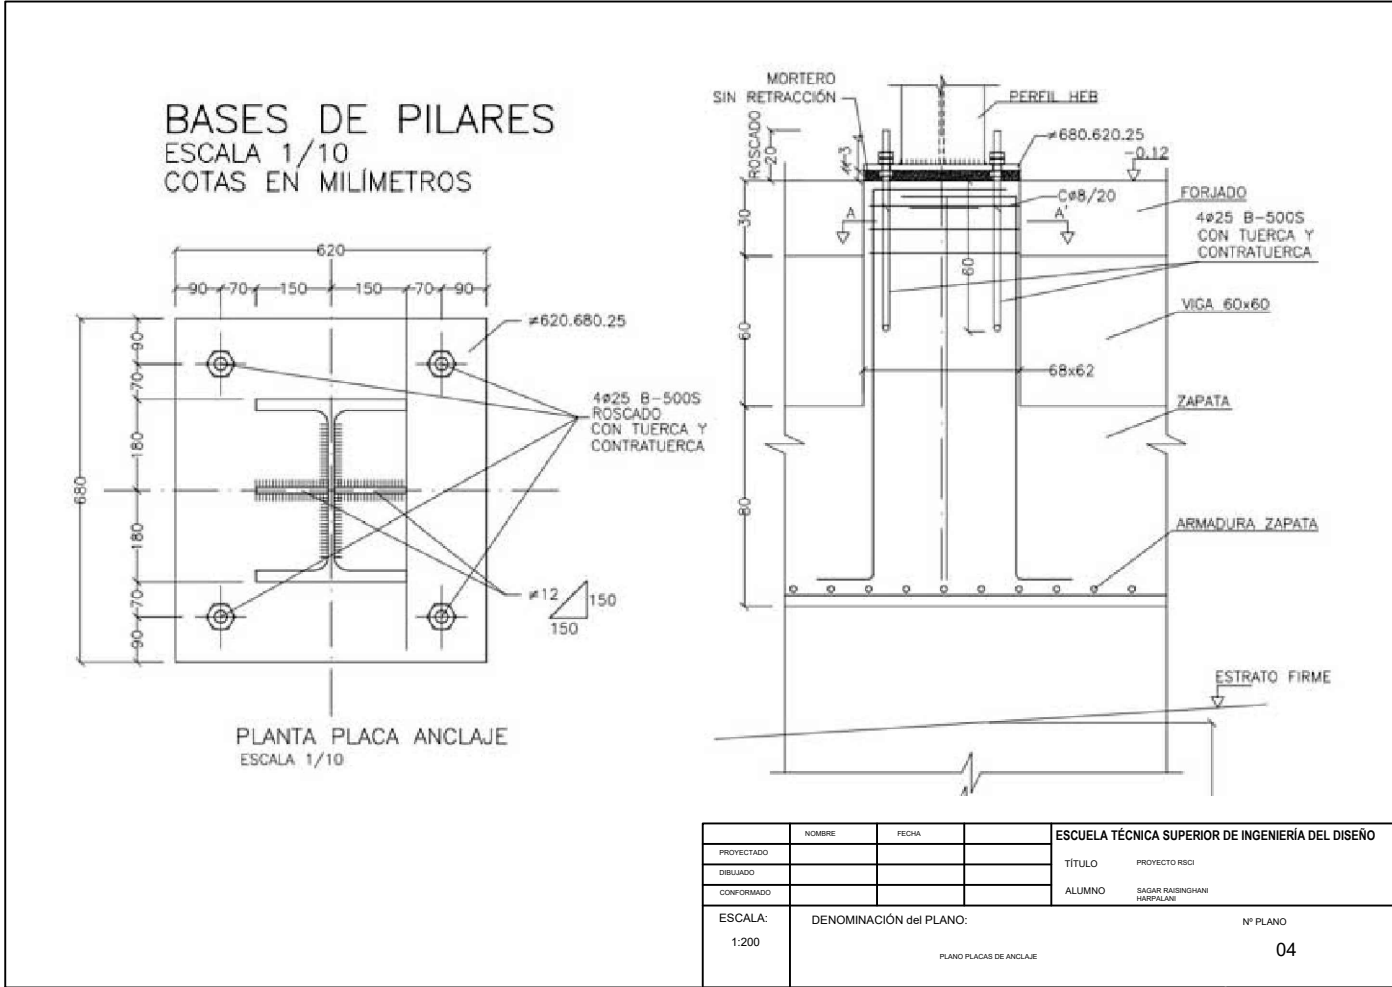 BASES DE PILARES
ESCALA 1/10
COTAS EN MILÍMETROS
620
90
70
150
150
70
90
≠620.680.25
680
90
70
180
180
70
90
4ø25 B-500S
ROSCADO
CON TUERCA Y
CONTRATUERCA
≠12
150
150
PLANTA PLACA ANCLAJE
ESCALA 1/10
MORTERO
SIN RETRACCIÓN
PERFIL HEB
ROSCADO
20
3
4
≠680.620.25
-0.12
Cø8/20
FORJADO
A
A'
4ø25 B-500S
CON TUERCA Y
CONTRATUERCA
30
60
60
VIGA 60x60
68x62
ZAPATA
80
ARMADURA ZAPATA
ESTRATO FIRME
NOMBRE
FECHA
ESCUELA TÉCNICA SUPERIOR DE INGENIERÍA DEL DISEÑO
PROYECTADO
TÍTULO
PROYECTO RSCI
DIBUJADO
CONFORMADO
ALUMNO
SAGAR RAISINGHANI
HARPALANI
ESCALA:
DENOMINACIÓN del PLANO:
Nº PLANO
1:200
PLANO PLACAS DE ANCLAJE
04